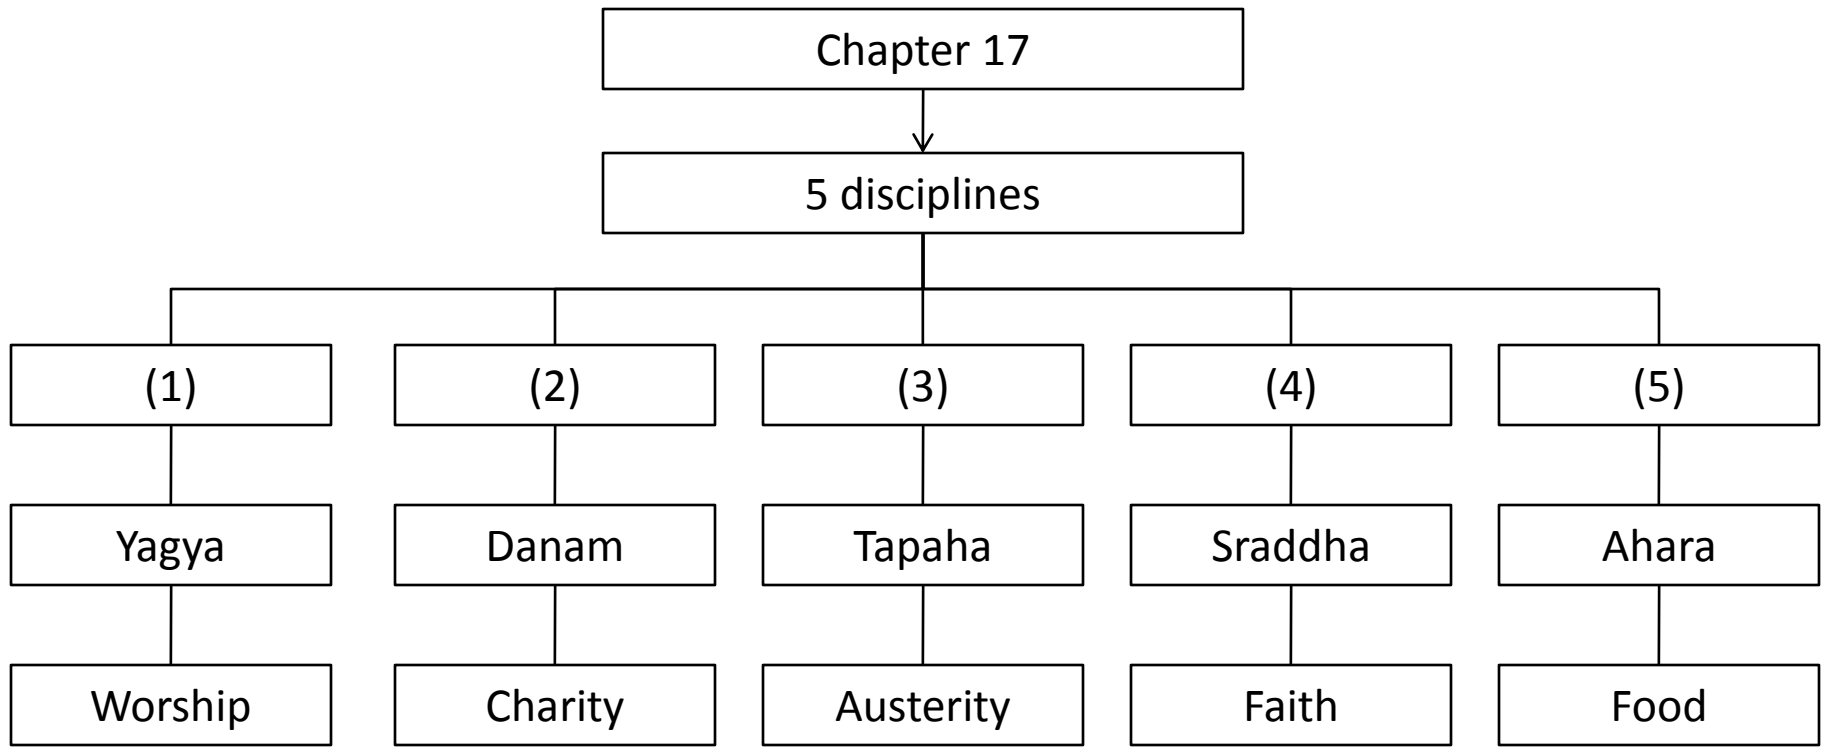 Chapter 17
5 disciplines
(1)
(2)
(3)
(4)
(5)
Yagya
Danam
Tapaha
Sraddha
Ahara
Worship
Charity
Austerity
Faith
Food